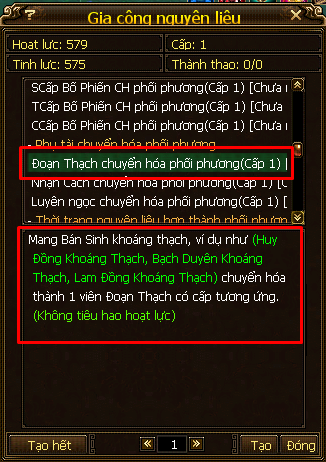 ?
Gia công nguyên liệu
Hoạt lực: 579
Cấp: 1
Tinh lực: 575
Thành thạo: 0/0
SCấp Bố Phiến CH phối phương(Cấp 1) [Chưa
TCấp Bố Phiến CH phối phương(Cấp 1) [Chưa
CCấp Bố Phiến CH phối phương(Cấp 1) [Chưa
- Phụ tài chuyển hóa phối phương
Đoạn Thạch chuyển hóa phối phương(Cấp 1) [
Nhận Cách chuyển hóa phối phương(Cấp 1) [
Luyện ngọc chuyển hóa phối phương(Cấp 1) [
- Thời trang nguyên liệu hợp thành phối phương
Mang Bán Sinh khoáng thạch, ví dụ như (Huy
Đồng Khoáng Thạch, Bạch Duyên Khoáng
Thạch, Lam Đồng Khoáng Thạch) chuyển hóa
thành 1 viên Đoạn Thạch có cấp tương ứng.
(Không tiêu hao hoạt lực)
Tạo hết
1
Tạo
Đóng